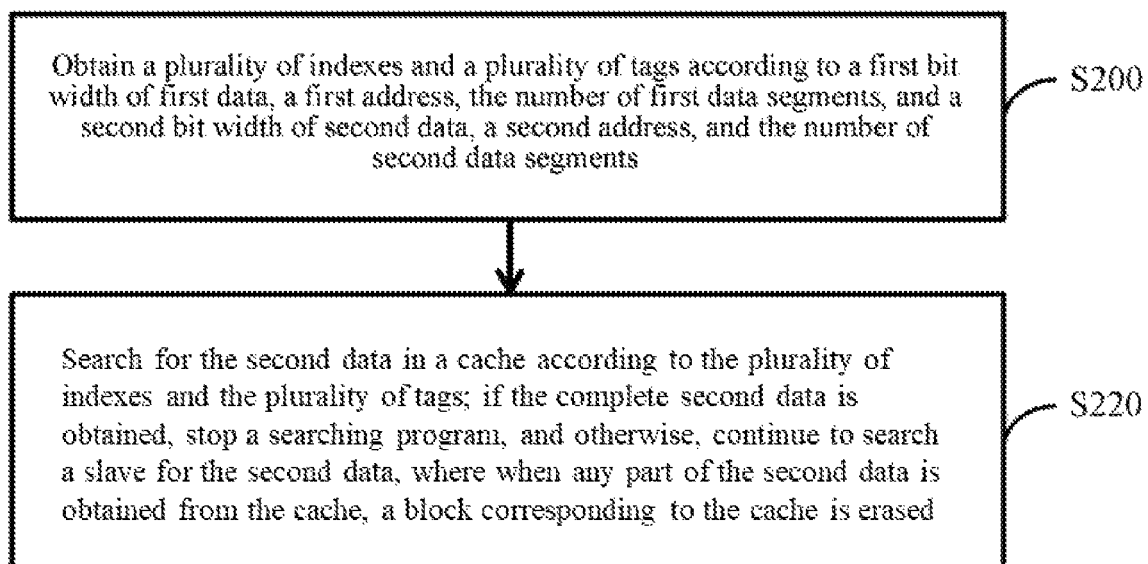 Obtain a plurality of indexes and a plurality of tags according to a first bit
width of first data, a first address, the number of first data segments, and a
second bit width of second data, a second address, and the number of
second data segments
S200
Search for the second data in a cache according to the plurality of
indexes and the plurality of tags; if the complete second data is
obtained, stop a searching program, and otherwise, continue to search
a slave for the second data, where when any part of the second data is
obtained from the cache, a block corresponding to the cache is erased
S220